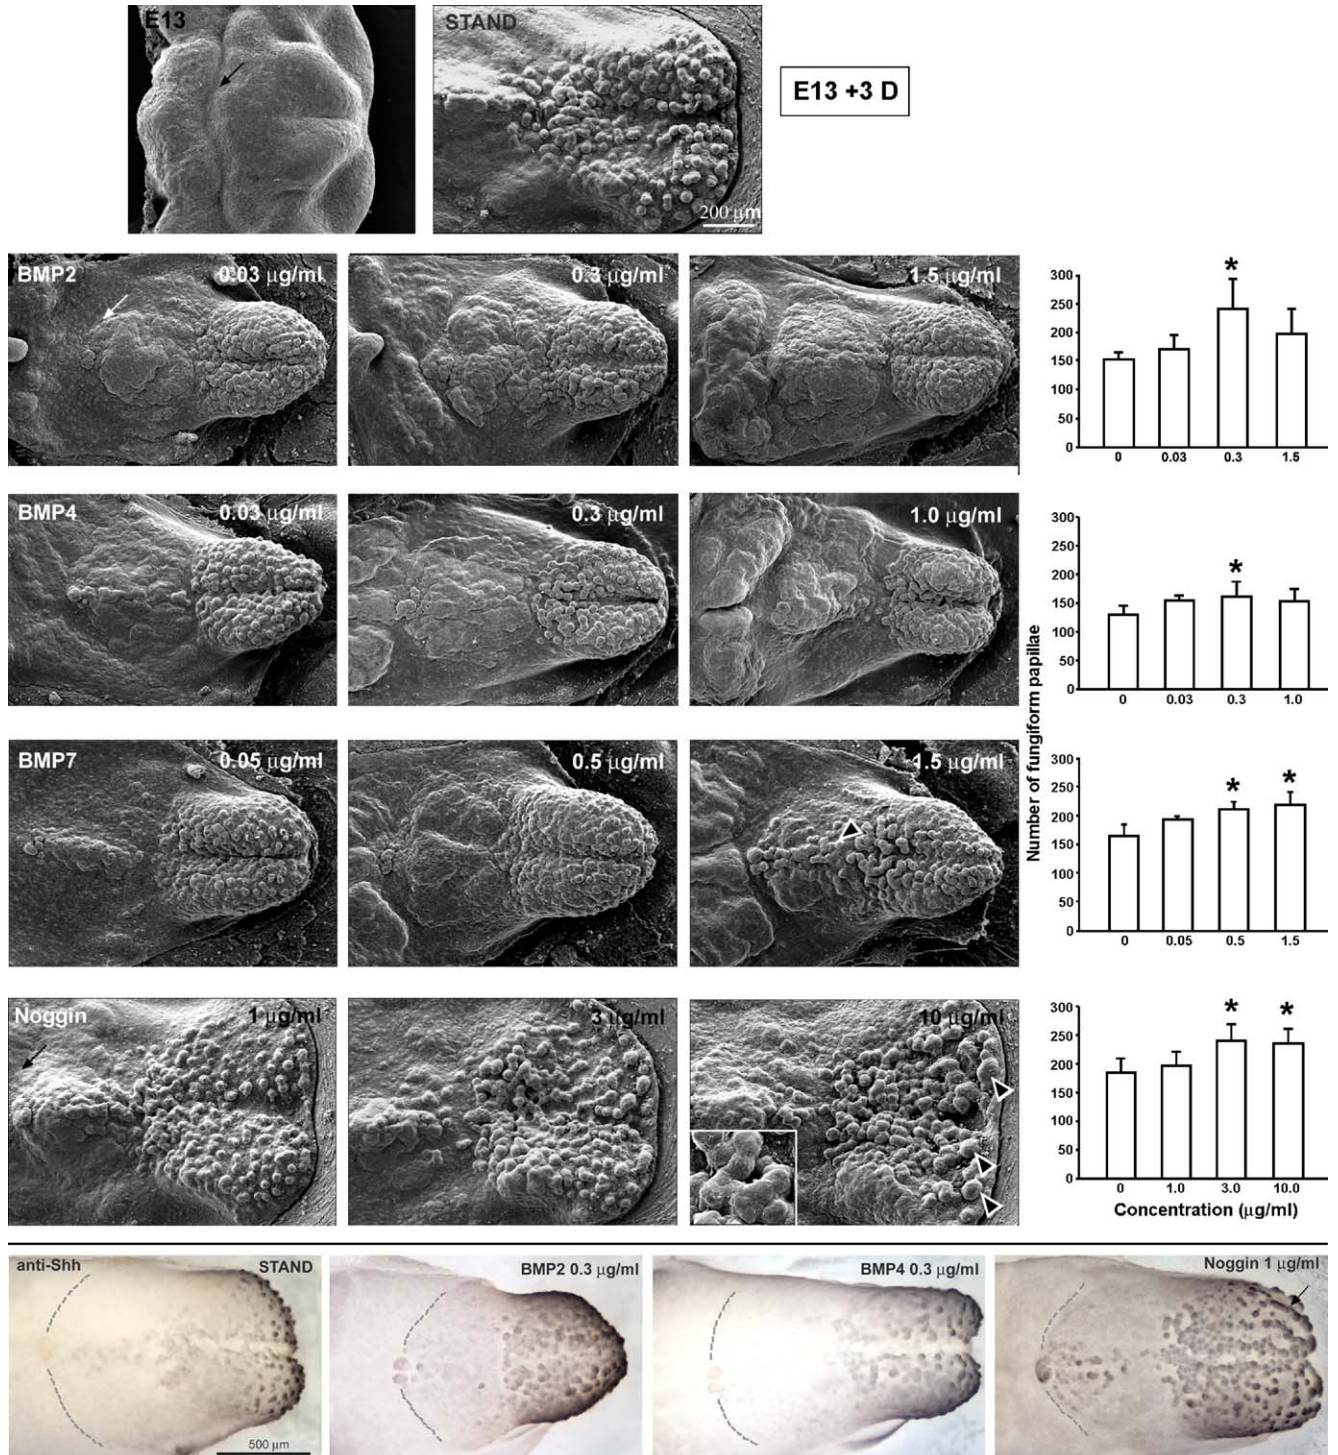 E13
STAND
E13 +3 D
200 μm
BMP2
0.03 μg/ml
0.3 μg/ml
1.5 μg/ml
*
300
250
200
150
100
50
0
0
0.03
0.3
1.5
BMP4
0.03 μg/ml
0.3 μg/ml
1.0 μg/ml
*
300
250
200
150
100
50
0
0
0.03
0.3
1.0
Number of fungiform papillae
BMP7
0.05 μg/ml
0.5 μg/ml
1.5 μg/ml
* *
300
250
200
150
100
50
0
0
0.05
0.5
1.5
Noggin
1 μg/ml
3 μg/ml
10 μg/ml
* *
300
250
200
150
100
50
0
0
1.0
3.0
10.0
Concentration (μg/ml)
anti-Shh
STAND
500 μm
BMP2 0.3 μg/ml
BMP4 0.3 μg/ml
Noggin 1 μg/ml